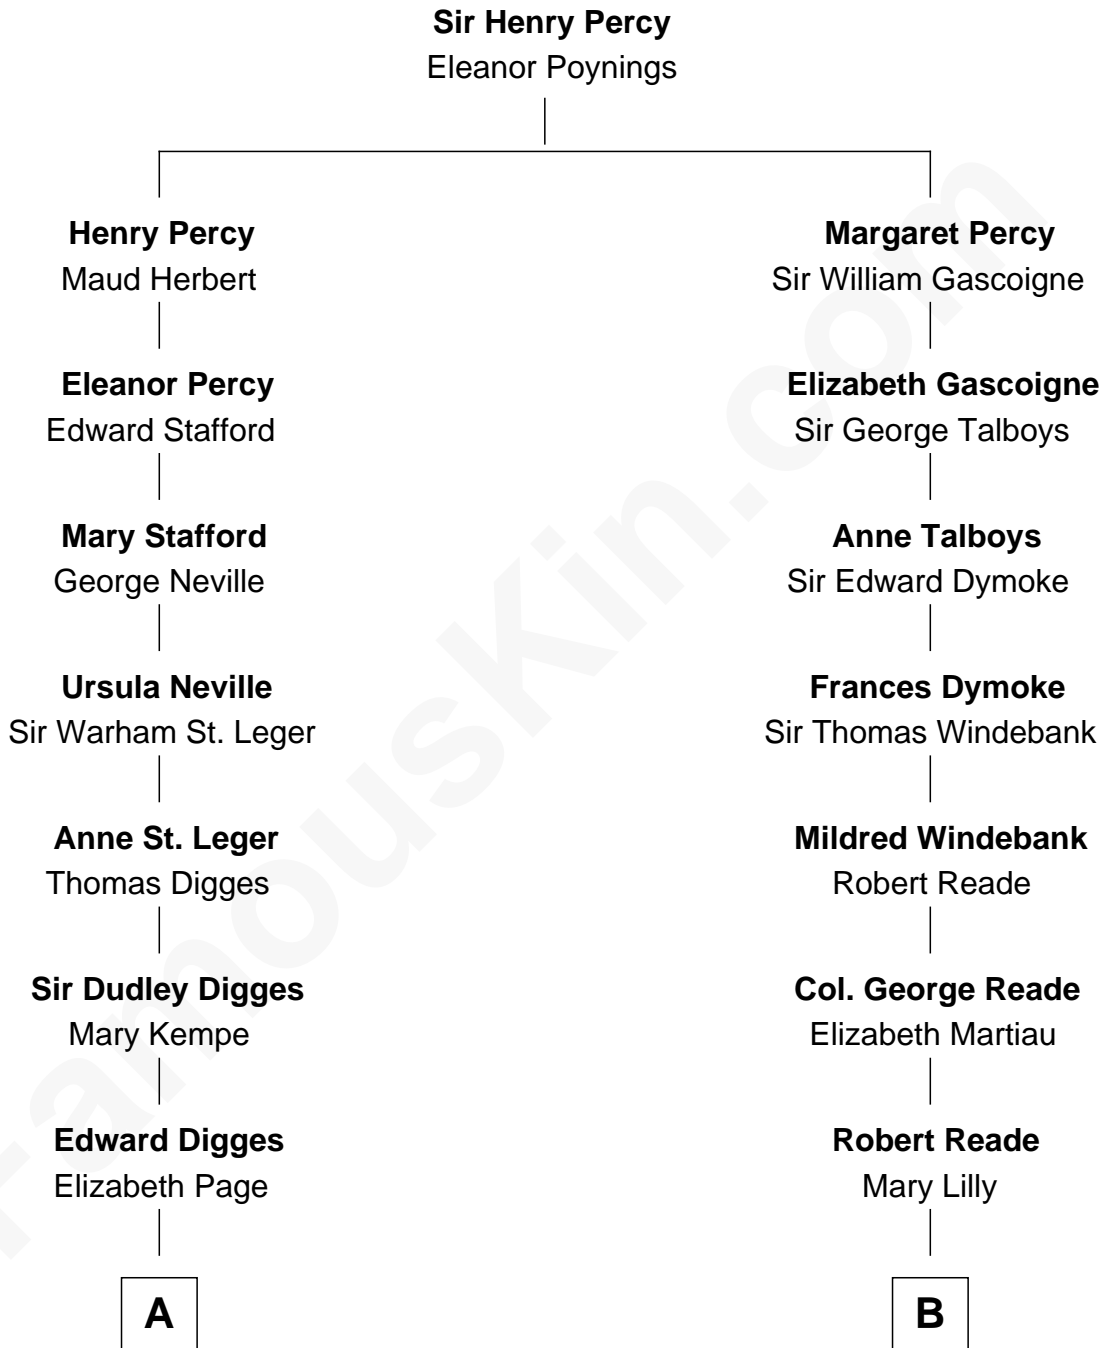 Sir Henry Percy
Eleanor Poynings
Henry Percy
Maud Herbert
Eleanor Percy
Edward Stafford
Mary Stafford
George Neville
Ursula Neville
Sir Warham St. Leger
Anne St. Leger
Thomas Digges
Sir Dudley Digges
Mary Kempe
Edward Digges
Elizabeth Page
A
Margaret Percy
Sir William Gascoigne
Elizabeth Gascoigne
Sir George Talboys
Anne Talboys
Sir Edward Dymoke
Frances Dymoke
Sir Thomas Windebank
Mildred Windebank
Robert Reade
Col. George Reade
Elizabeth Martiau
Robert Reade
Mary Lilly
B
FamousKin.com